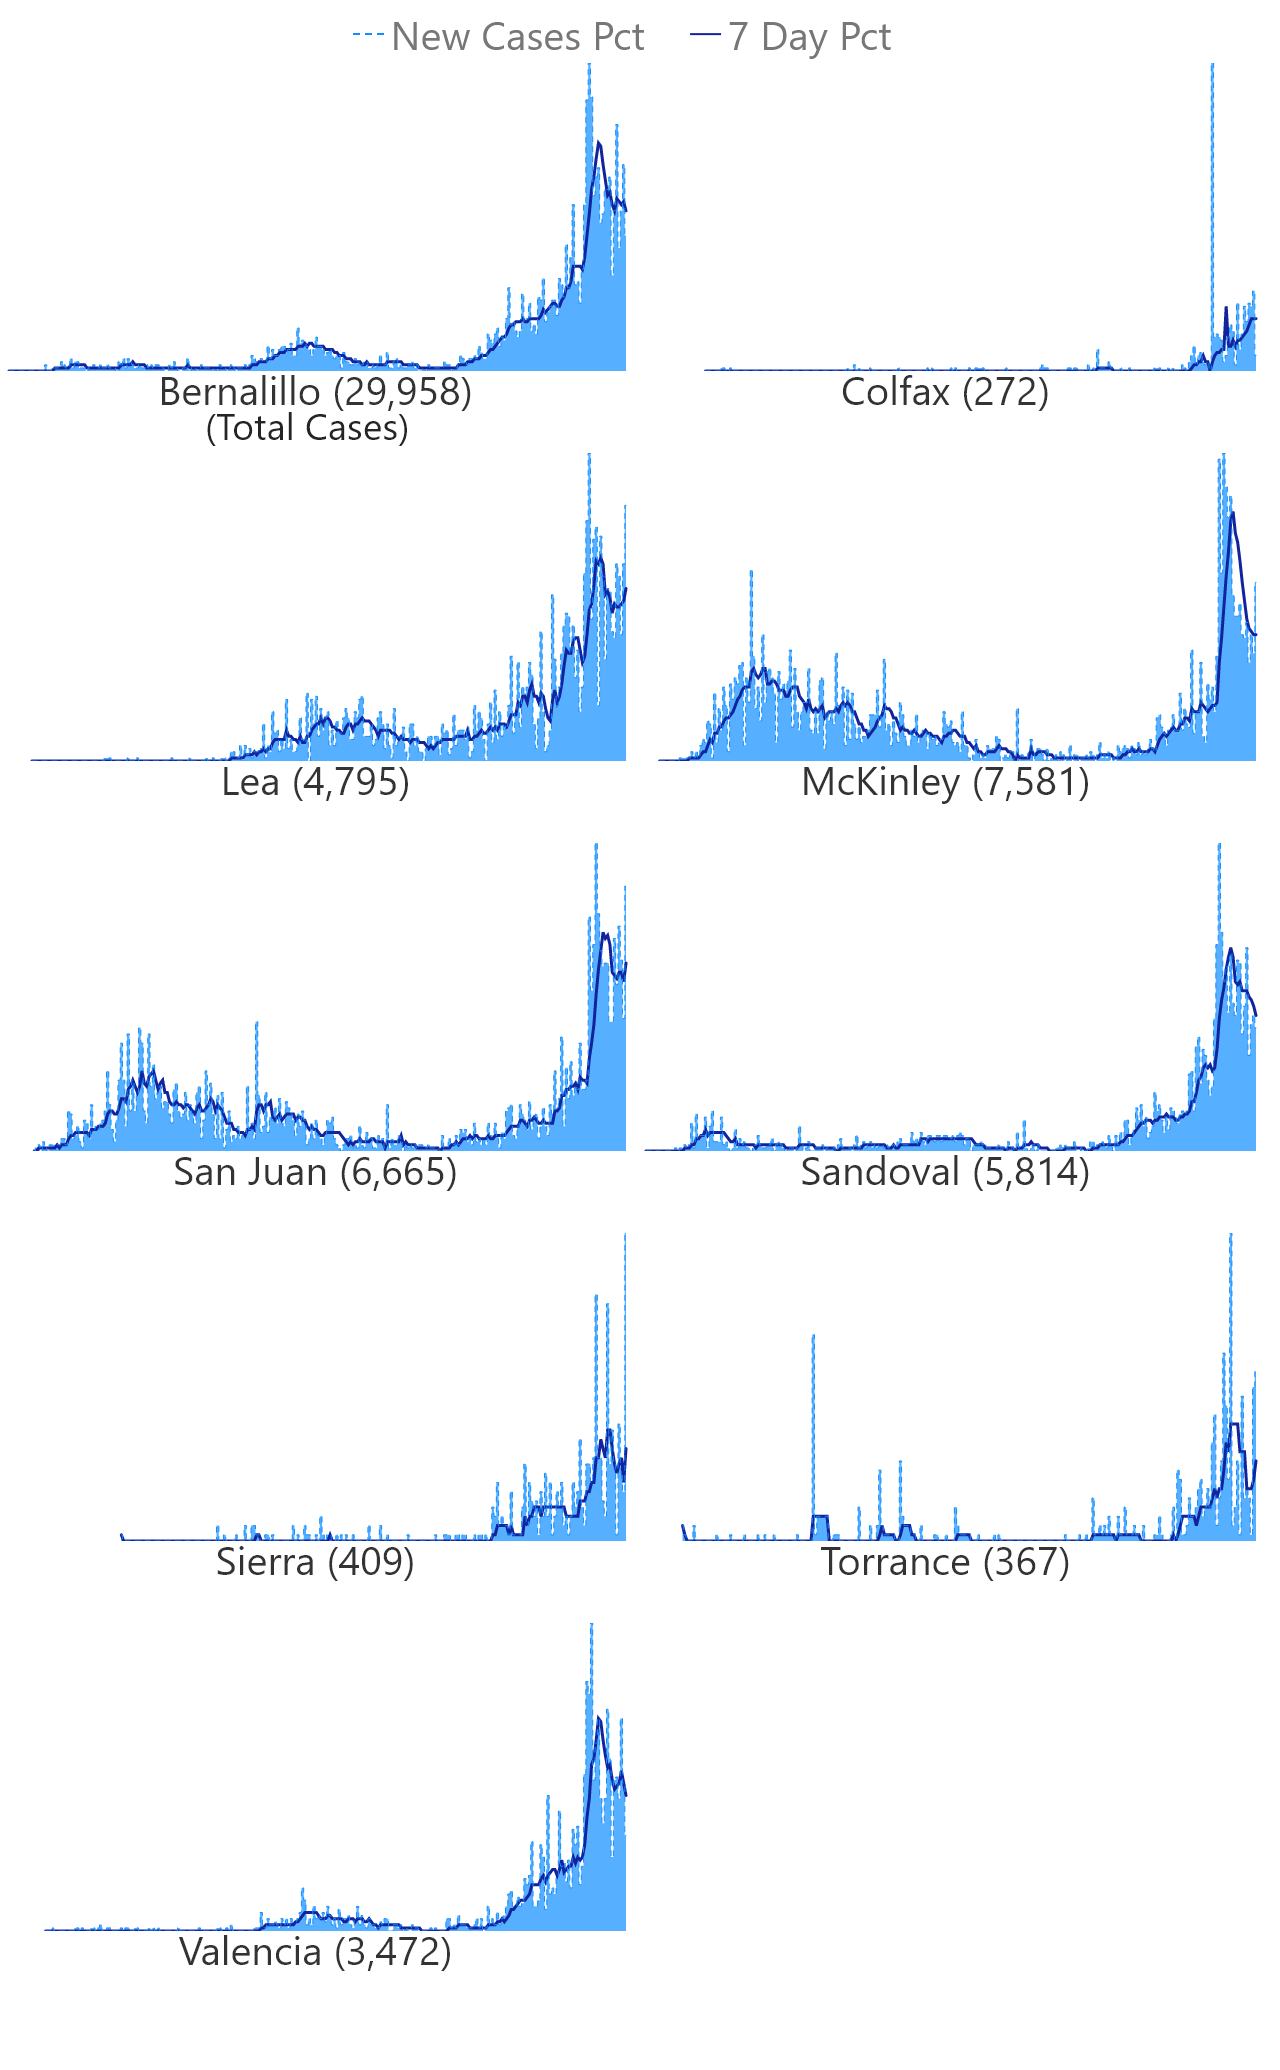 New Cases Pct 7 Day Pct
Bernalillo (29,958)
(Total Cases)
Colfax (272)
Lea (4,795)
McKinley (7,581)
San Juan (6,665)
Sandoval (5,814)
Sierra (409)
Torrance (367)
Valencia (3,472)